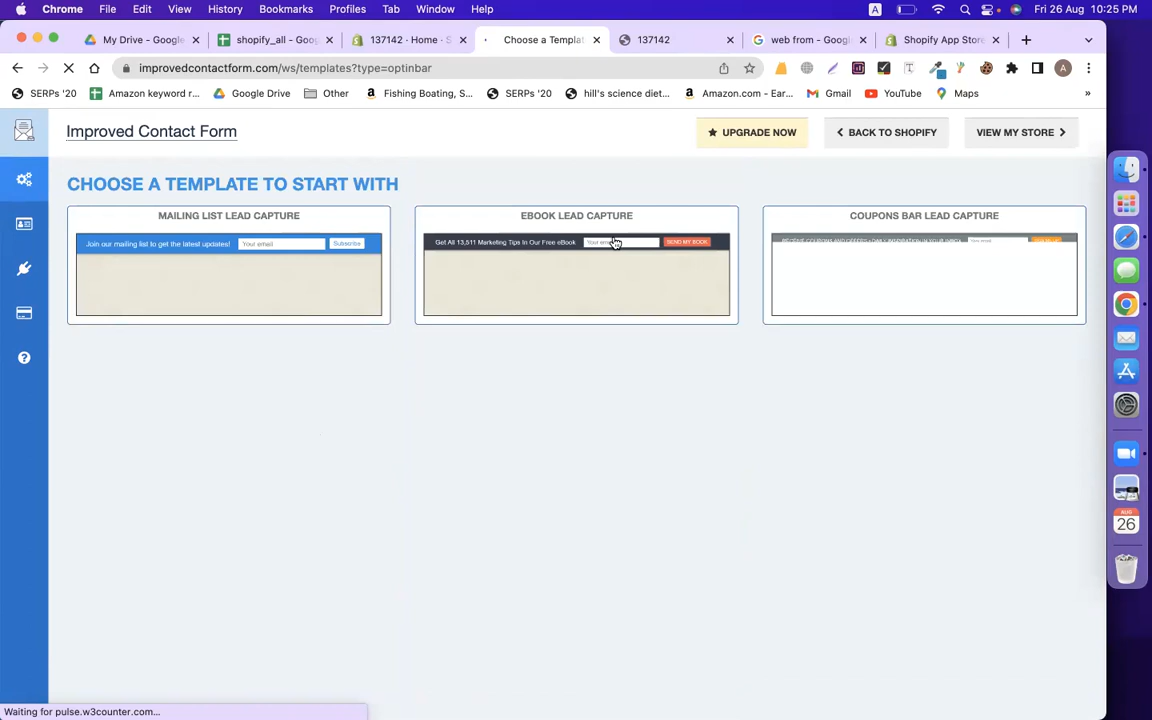 Chrome File Edit View History Bookmarks Profiles Tab Window Help A Fri 26 Aug 10:25 PM
My Drive - Google shopify_all - Goog 137142 · Home · S Choose a Templat 137142 web from - Google Shopify App Store
improvedcontactform.com/ws/templates?type=optinbar A
SERPs '20 Amazon keyword r... Google Drive Other Fishing Boating, S... SERPs '20 hill's science diet... Amazon.com - Ear... Gmail YouTube Maps »
Improved Contact Form UPGRADE NOW BACK TO SHOPIFY VIEW MY STORE
CHOOSE A TEMPLATE TO START WITH
MAILING LIST LEAD CAPTURE EBOOK LEAD CAPTURE COUPONS BAR LEAD CAPTURE
Join our mailing list to get the latest updates! Your email Subscribe Get All 13,511 Marketing Tips In Our Free eBook SEND MY BOOK
AUG
26
Waiting for pulse.w3counter.com...